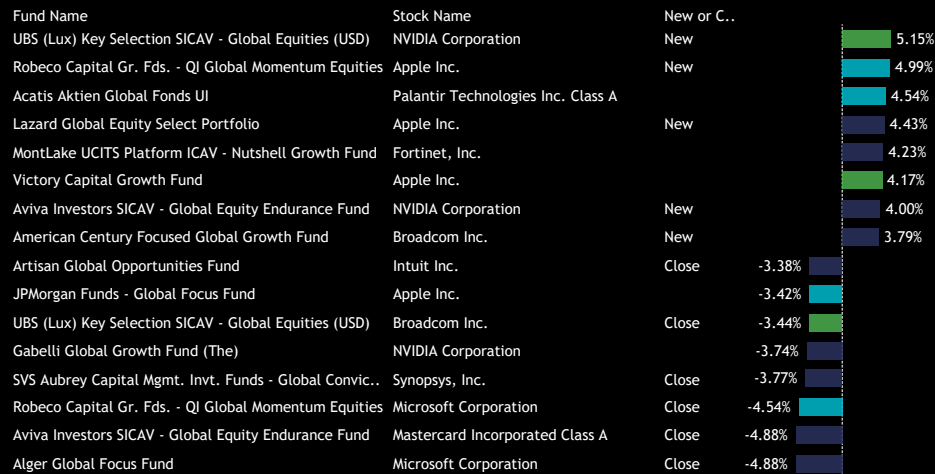 Fund Name Stock Name New or C..
UBS (Lux) Key Selection SICAV - Global Equities (USD) NVIDIA Corporation New 5.15%
Robeco Capital Gr. Fds. - QI Global Momentum Equities Apple Inc. New 4.99%
Acatis Aktien Global Fonds UI Palantir Technologies Inc. Class A 4.54%
Lazard Global Equity Select Portfolio Apple Inc. New 4.43%
MontLake UCITS Platform ICAV - Nutshell Growth Fund Fortinet, Inc. 4.23%
Victory Capital Growth Fund Apple Inc. 4.17%
Aviva Investors SICAV - Global Equity Endurance Fund NVIDIA Corporation New 4.00%
American Century Focused Global Growth Fund Broadcom Inc. New 3.79%
Artisan Global Opportunities Fund Intuit Inc. Close -3.38%
JPMorgan Funds - Global Focus Fund Apple Inc. -3.42%
UBS (Lux) Key Selection SICAV - Global Equities (USD) Broadcom Inc. Close -3.44%
Gabelli Global Growth Fund (The) NVIDIA Corporation -3.74%
SVS Aubrey Capital Mgmt. Invt. Funds - Global Convic.. Synopsys, Inc. Close -3.77%
Robeco Capital Gr. Fds. - QI Global Momentum Equities Microsoft Corporation Close -4.54%
Aviva Investors SICAV - Global Equity Endurance Fund Mastercard Incorporated Class A Close -4.88%
Alger Global Focus Fund Microsoft Corporation Close -4.88%